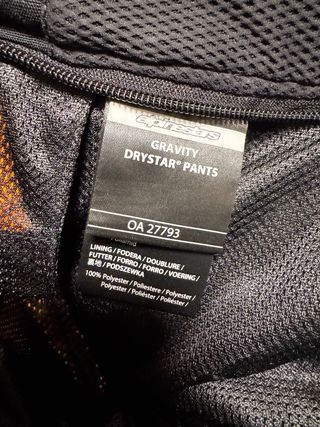 alpinestars
GRAVITY
DRYSTAR® PANTS
OA 27793
LINING / FODERA / DOUBLURE /
FUTTER / FORRO / FORRO / VOERING /
裏地 / PODSZEWKA
100% Polyester / Poliestere / Polyester /
Polyester / Poliéster / Poliéster /